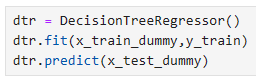 dtr = DecisionTreeRegressor()
dtr.fit(x_train_dummy,y_train)
dtr.predict(x_test_dummy)